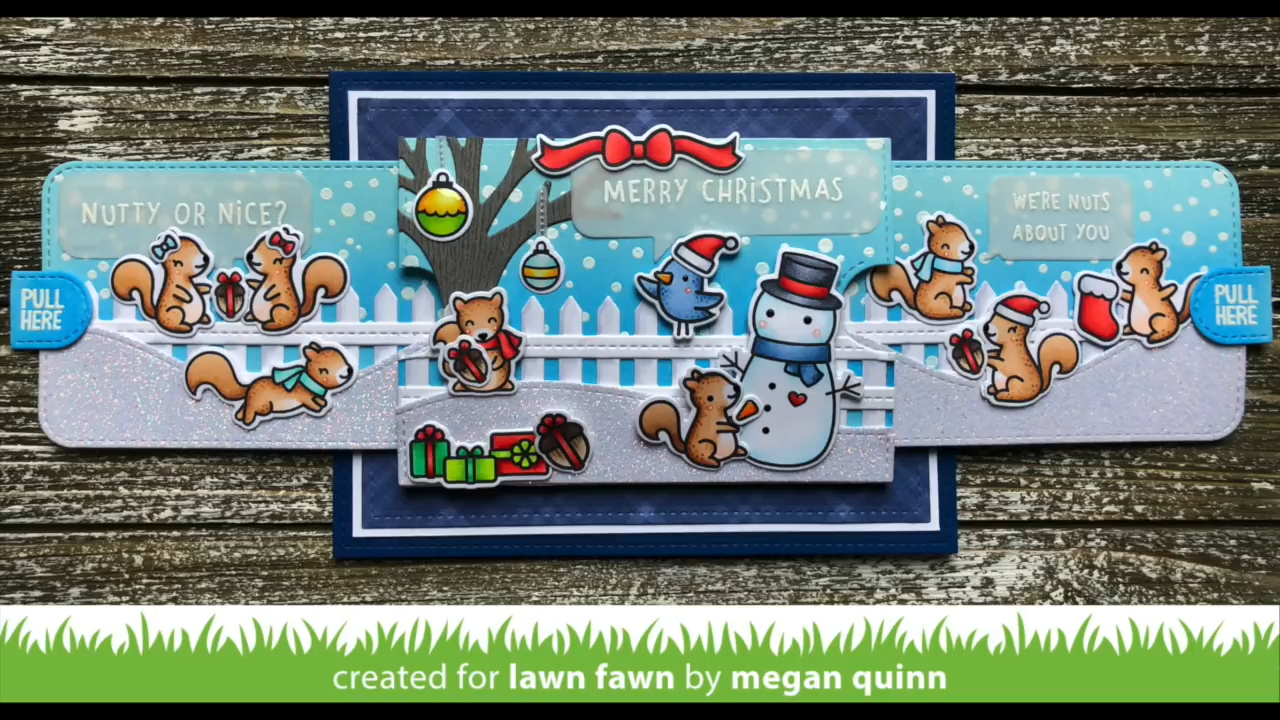 NUTTY OR NiCE?
MERRY CHRiSTMAS
WE'RE NUTS
ABOUT YOU
PULL
HERE
PULL
HERE
created for lawn fawn by megan quinn